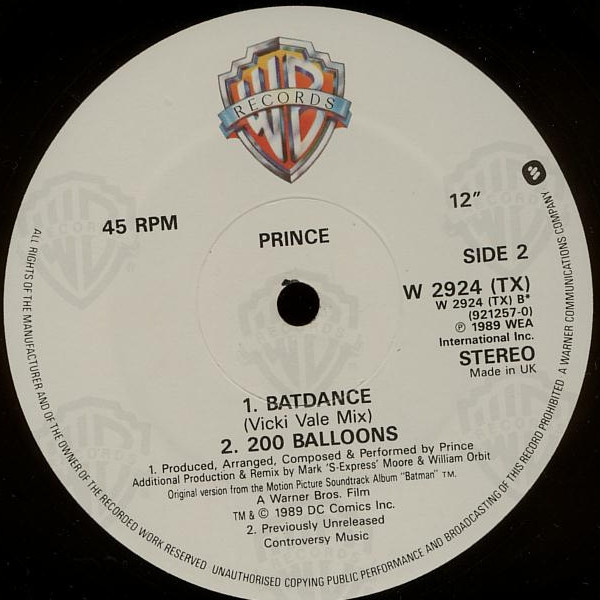 WB
RECORDS
45 RPM
PRINCE
12"
SIDE 2
W 2924 (TX)
W 2924 (TX) B*
(921257-0)
℗ 1989 WEA
International Inc.
STEREO
Made in UK
1. BATDANCE
(Vicki Vale Mix)
2. 200 BALLOONS
1. Produced, Arranged, Composed & Performed by Prince
Additional Production & Remix by Mark 'S-Express' Moore & William Orbit
Original version from the Motion Picture Soundtrack Album "Batman" TM.
A Warner Bros. Film
TM & © 1989 DC Comics Inc.
2. Previously Unreleased
Controversy Music
ALL RIGHTS OF THE MANUFACTURER AND OF THE OWNER OF THE RECORDED WORK RESERVED. UNAUTHORISED COPYING PUBLIC PERFORMANCE AND BROADCASTING OF THIS RECORD PROHIBITED. A WARNER COMMUNICATIONS COMPANY